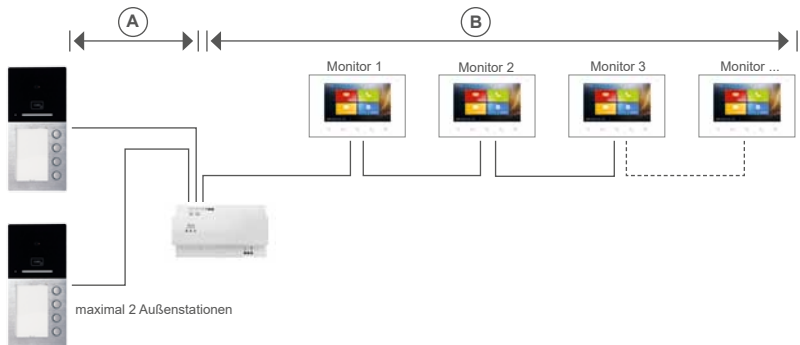 A
B
Monitor 1
Monitor 2
Monitor 3
Monitor ...
maximal 2 Außenstationen